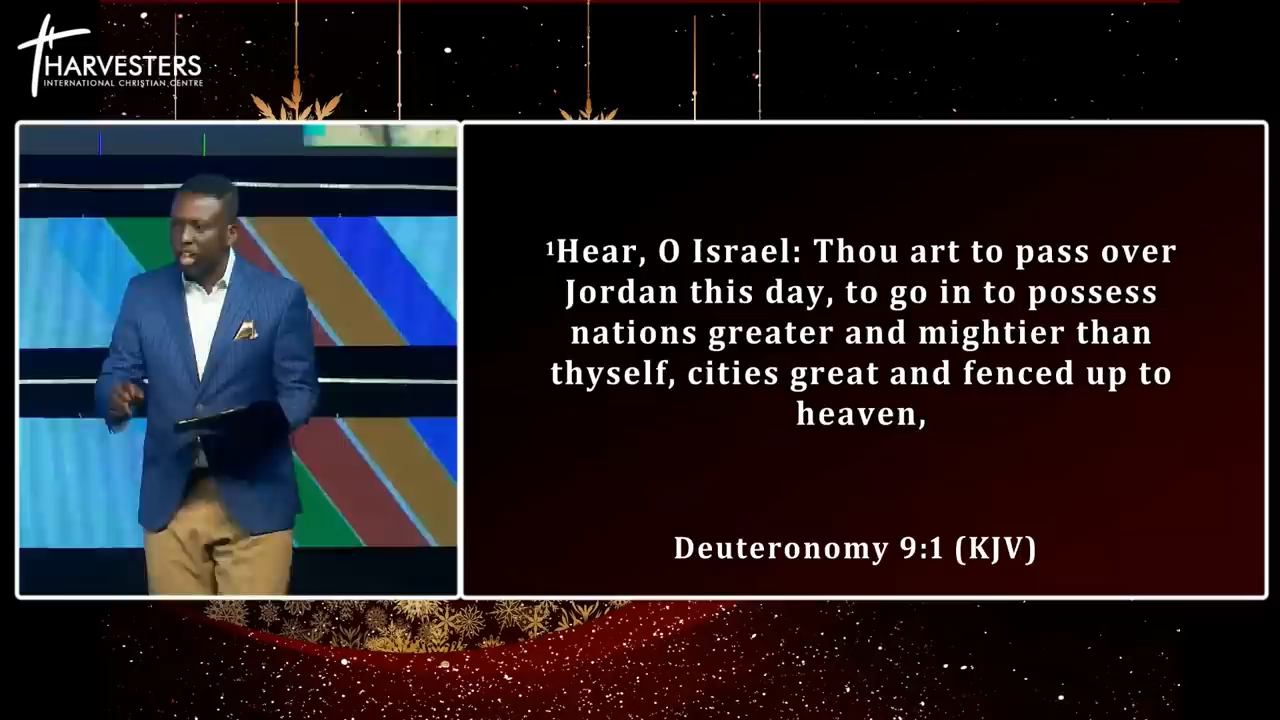 HARVESTERS
INTERNATIONAL CHRISTIAN CENTRE
¹Hear, O Israel: Thou art to pass over
Jordan this day, to go in to possess
nations greater and mightier than
thyself, cities great and fenced up to
heaven,
Deuteronomy 9:1 (KJV)